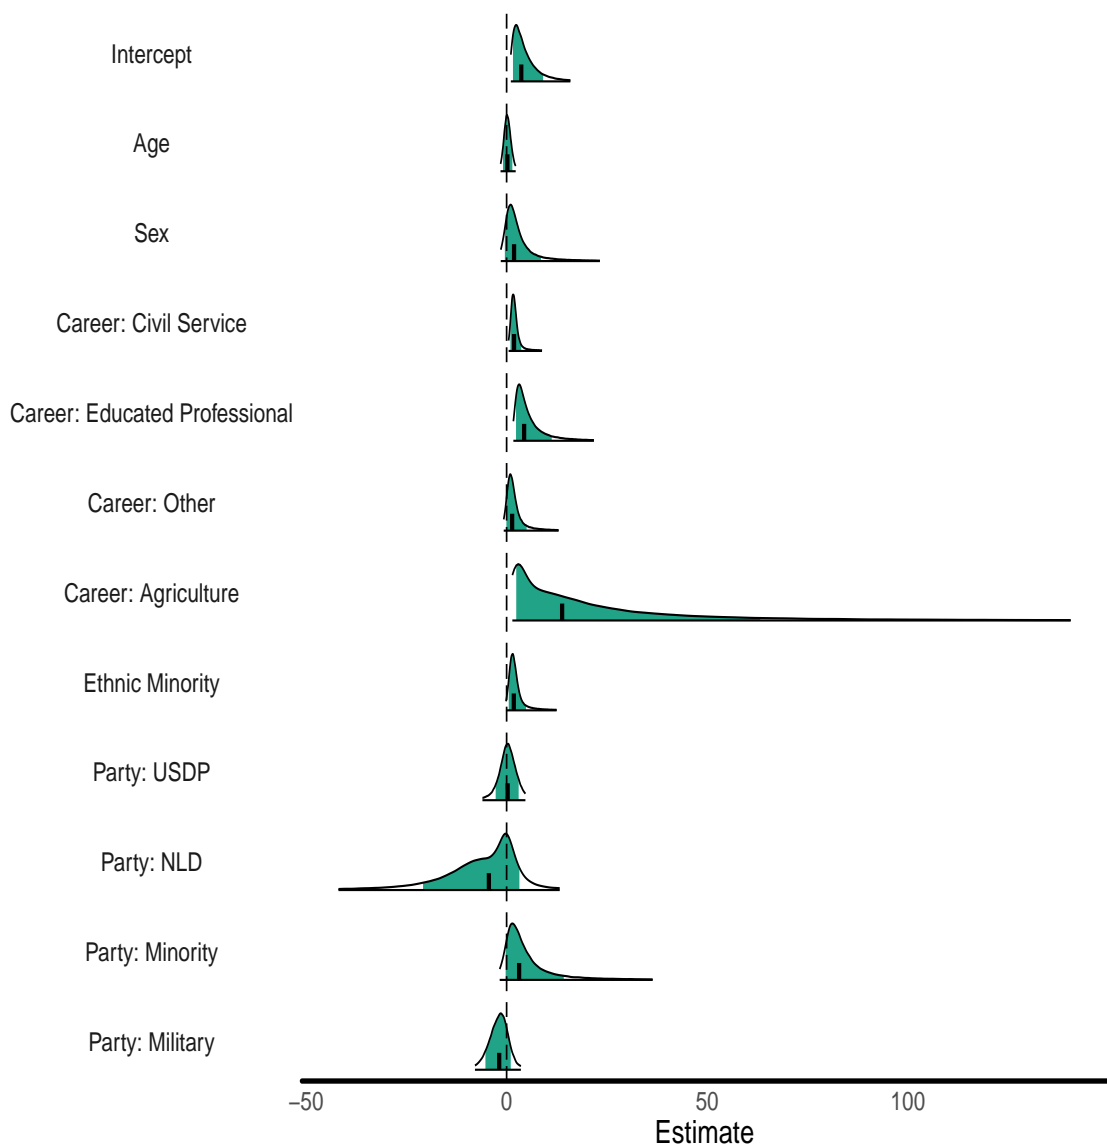 Intercept
Age
Sex
Career: Civil Service
Career: Educated Professional
Career: Other
Career: Agriculture
Ethnic Minority
Party: USDP
Party: NLD
Party: Minority
Party: Military
−50 0 50 100
Estimate